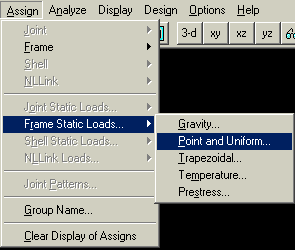 Assign Analyze Display Design Options Help
3-d xy xz yz
Joint
Frame
Shell
NLLink
Joint Static Loads...
Frame Static Loads...
Shell Static Loads...
NLLink Loads...
Joint Patterns...
Group Name...
Clear Display of Assigns
Gravity...
Point and Uniform...
Trapezoidal...
Temperature...
Prestress...